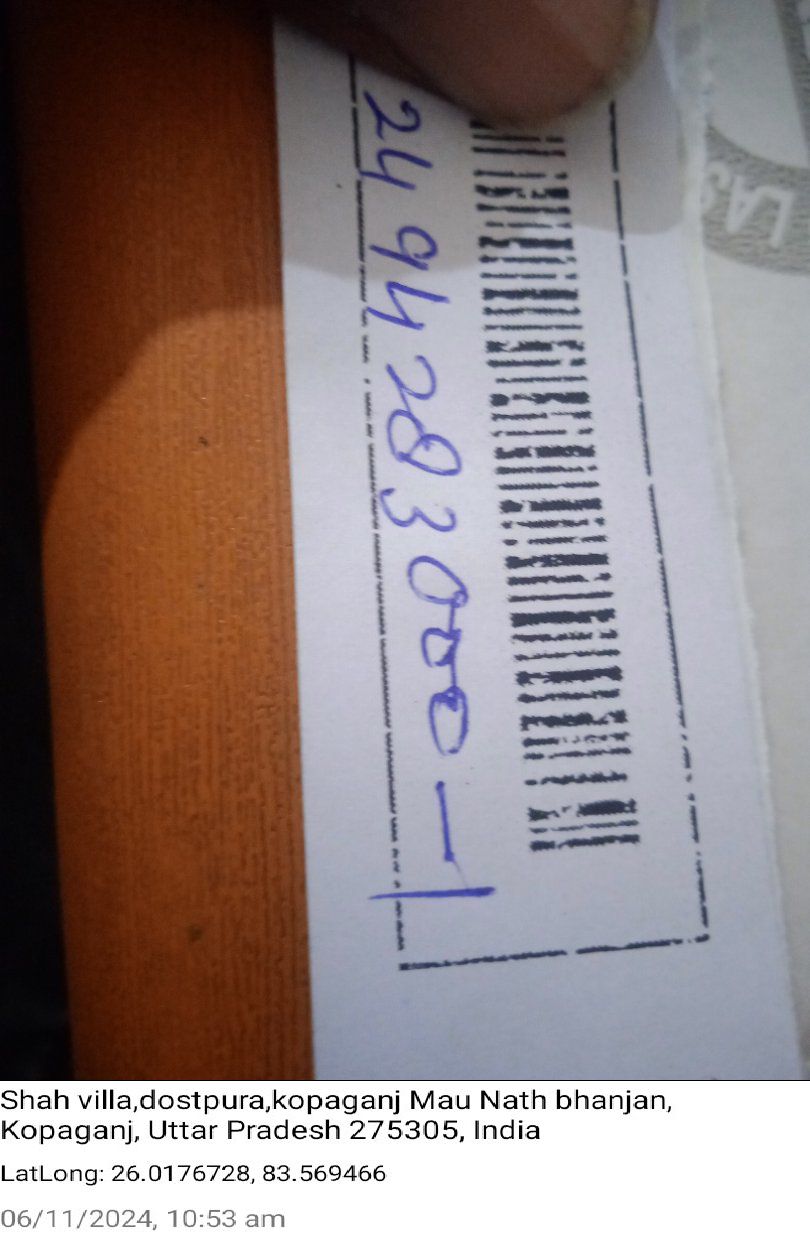 2494283000-1
LAS
Shah villa,dostpura,kopaganj Mau Nath bhanjan,
Kopaganj, Uttar Pradesh 275305, India
LatLong: 26.0176728, 83.569466
06/11/2024, 10:53 am